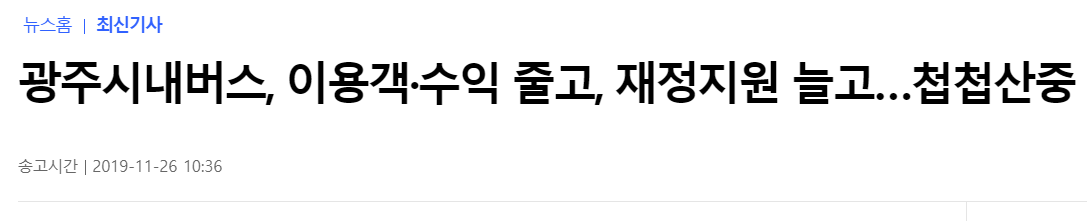 뉴스홈 | 최신기사
광주시내버스, 이용객·수익 줄고, 재정지원 늘고…첩첩산중
송고시간 | 2019-11-26 10:36